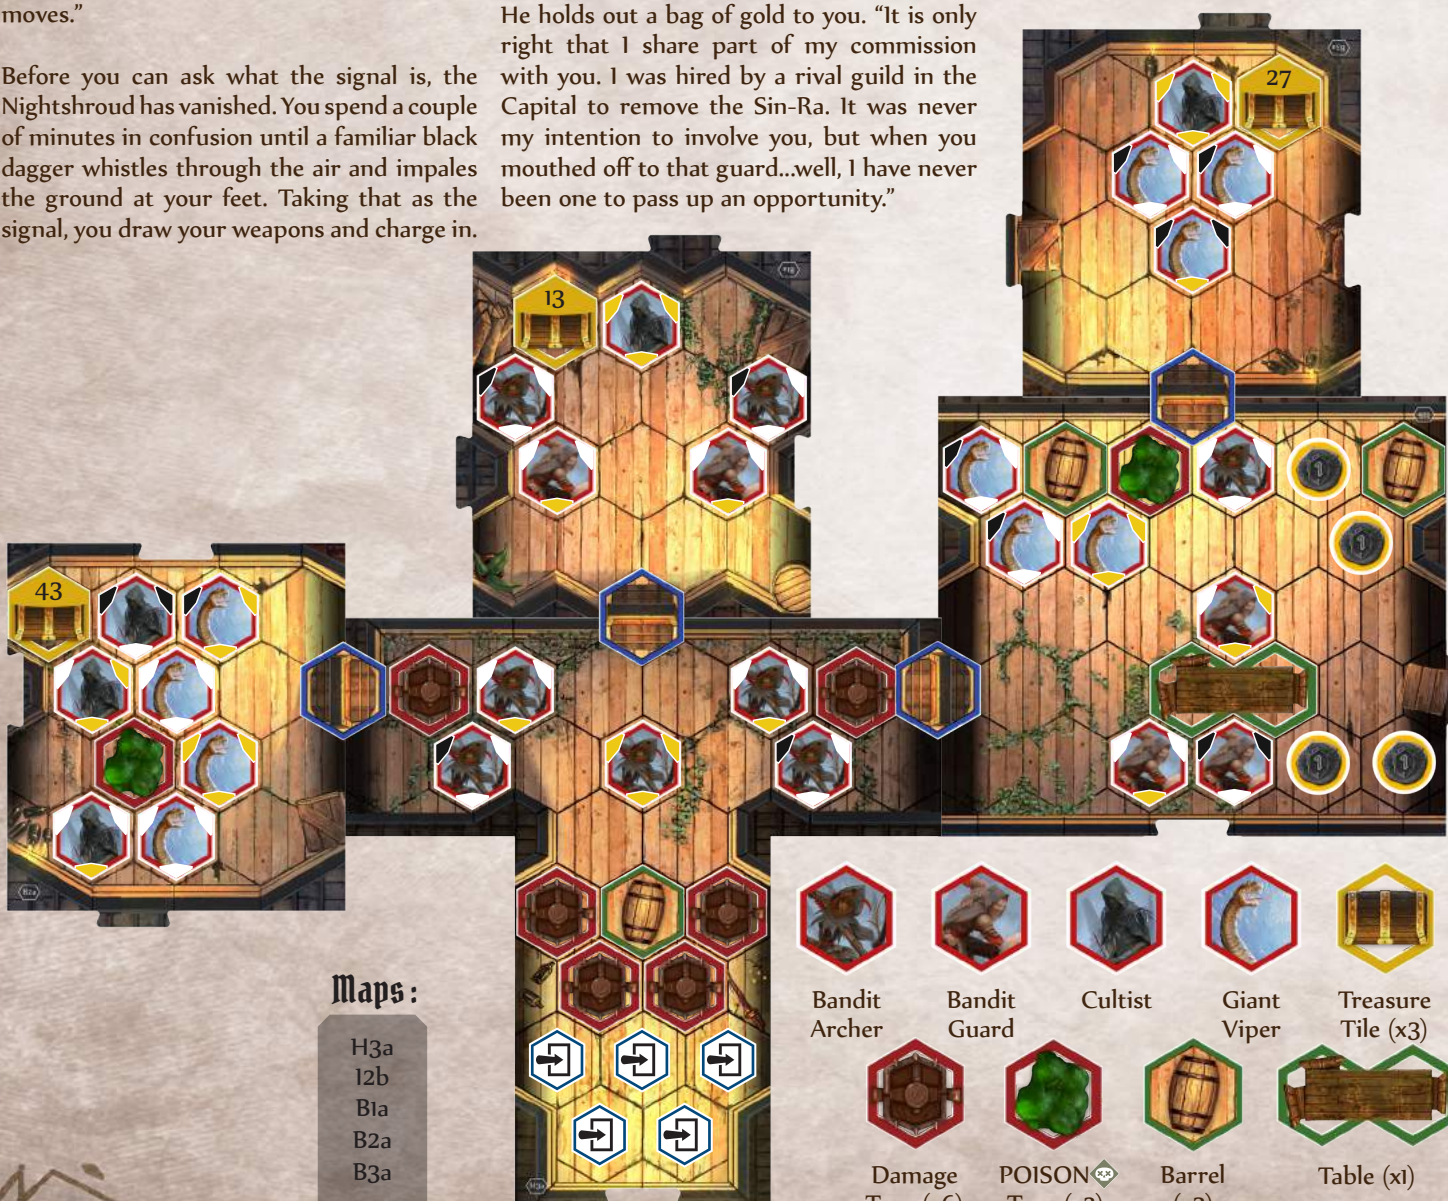 moves.”
Before you can ask what the signal is, the
Nightshroud has vanished. You spend a couple
of minutes in confusion until a familiar black
dagger whistles through the air and impales
the ground at your feet. Taking that as the
signal, you draw your weapons and charge in.
He holds out a bag of gold to you. “It is only
right that I share part of my commission
with you. I was hired by a rival guild in the
Capital to remove the Sin-Ra. It was never
my intention to involve you, but when you
mouthed off to that guard...well, I have never
been one to pass up an opportunity.”
27
13
43
1
1
1
1
B2a
H3a
Maps:
H3a
I2b
B1a
B2a
B3a
Bandit
Archer
Bandit
Guard
Cultist
Giant
Viper
Treasure
Tile (x3)
Damage
POISON
Barrel
Table (x1)